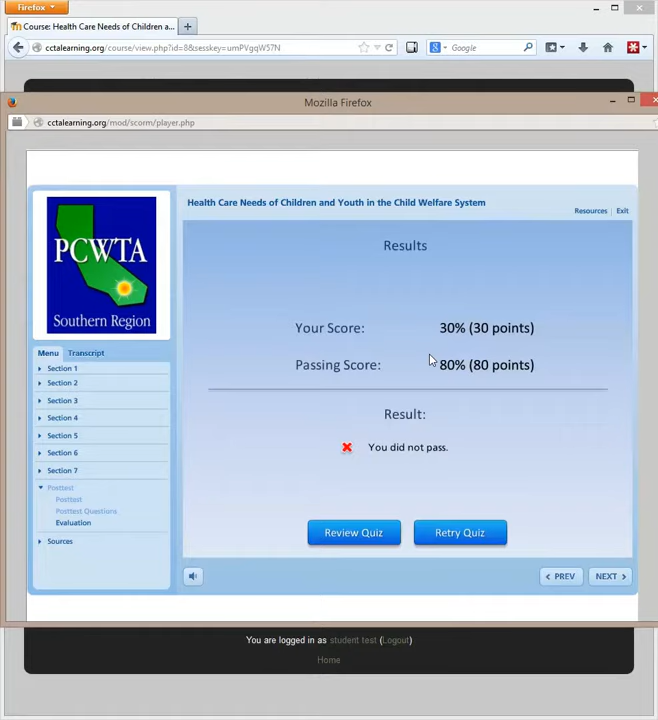 Firefox
Course: Health Care Needs of Children a...
cctalearning.org/course/view.php?id=8&sesskey=umPVgqW57N
Google
Mozilla Firefox
cctalearning.org/mod/scorm/player.php
Health Care Needs of Children and Youth in the Child Welfare System
Resources | Exit
PCWTA
Southern Region
Menu Transcript
Section 1
Section 2
Section 3
Section 4
Section 5
Section 6
Section 7
Posttest
Posttest
Posttest Questions
Evaluation
Sources
Results
Your Score: 30% (30 points)
Passing Score: 80% (80 points)
Result:
You did not pass.
Review Quiz Retry Quiz
PREV NEXT
You are logged in as student test (Logout)
Home